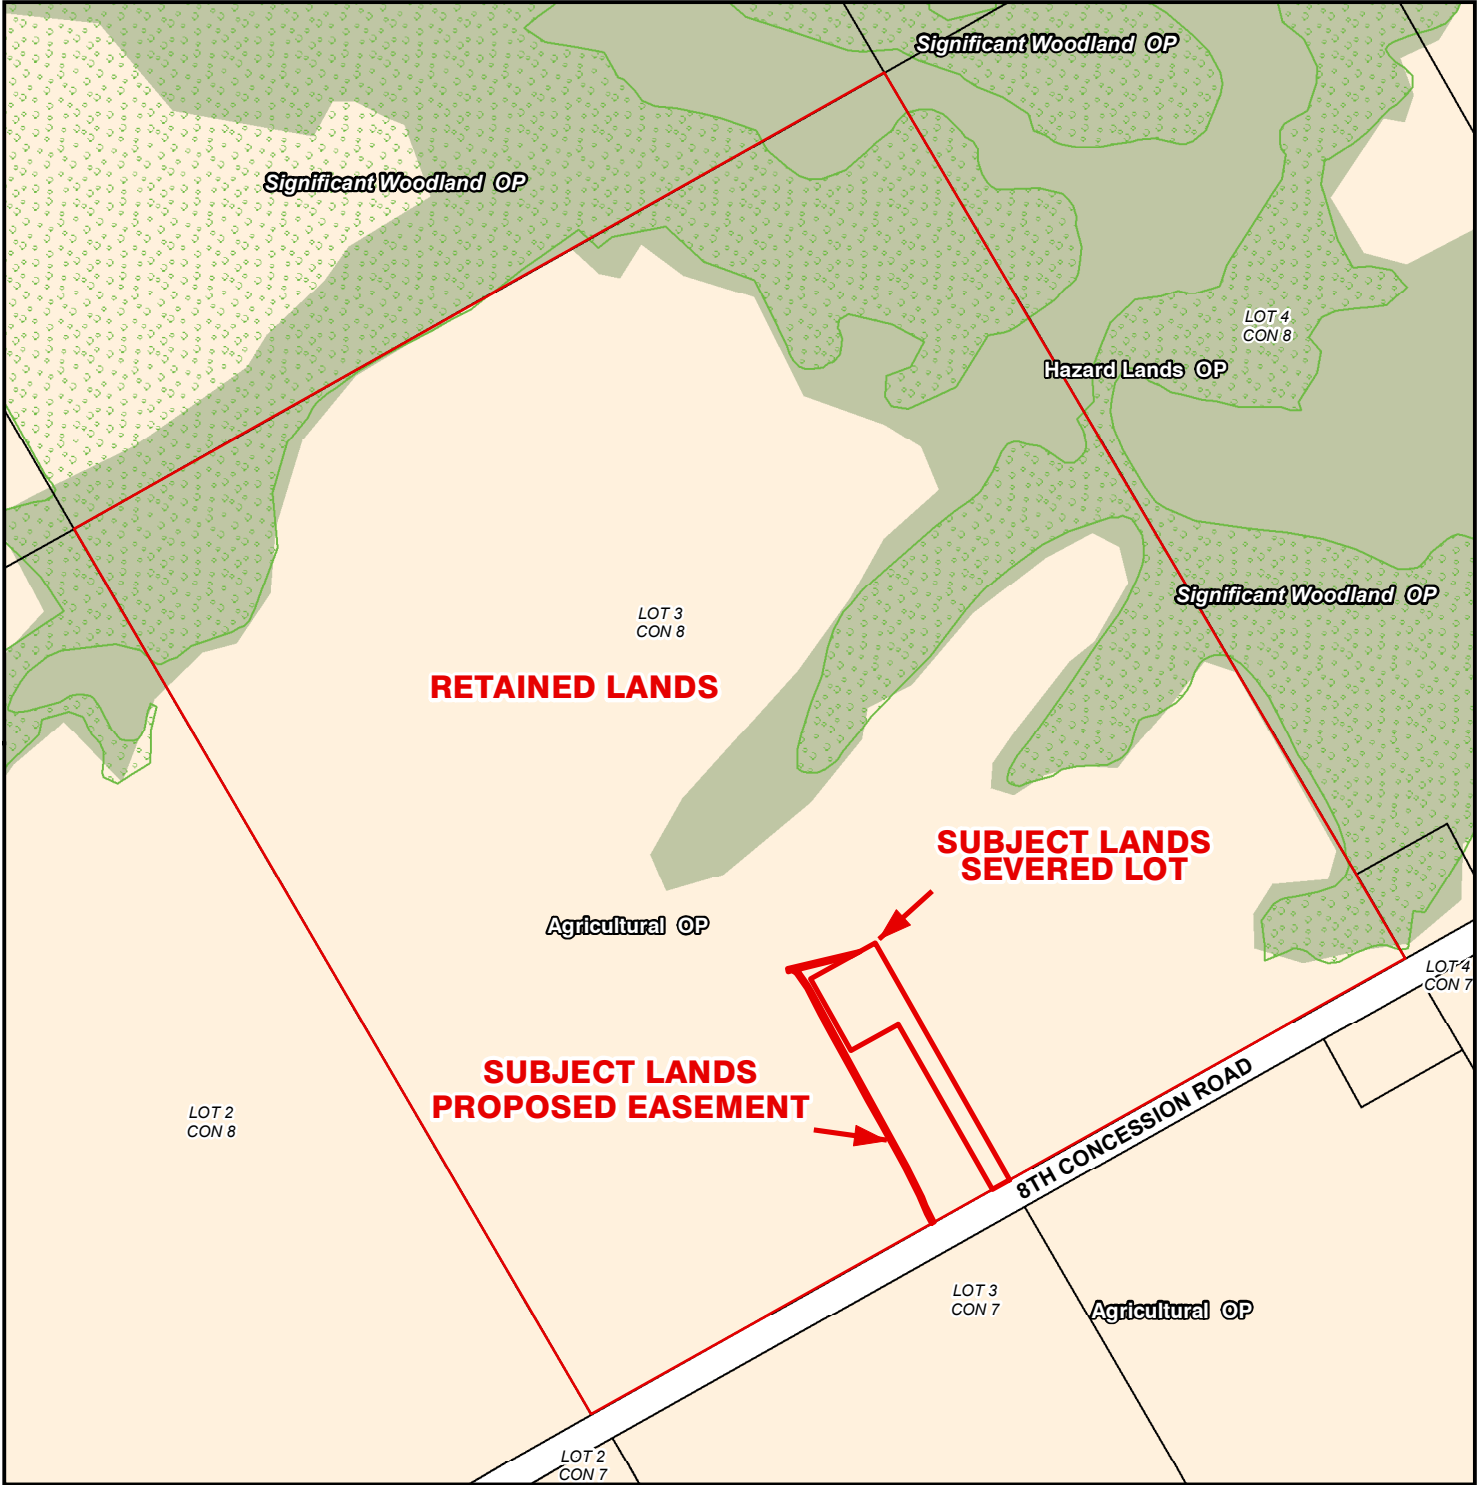 Significant Woodland OP
Significant Woodland OP
LOT 4
CON 8
Hazard Lands OP
Significant Woodland OP
LOT 3
CON 8
RETAINED LANDS
SUBJECT LANDS
SEVERED LOT
Agricultural OP
LOT 4
CON 7
SUBJECT LANDS
PROPOSED EASEMENT
8TH CONCESSION ROAD
LOT 2
CON 8
LOT 3
CON 7
Agricultural OP
LOT 2
CON 7